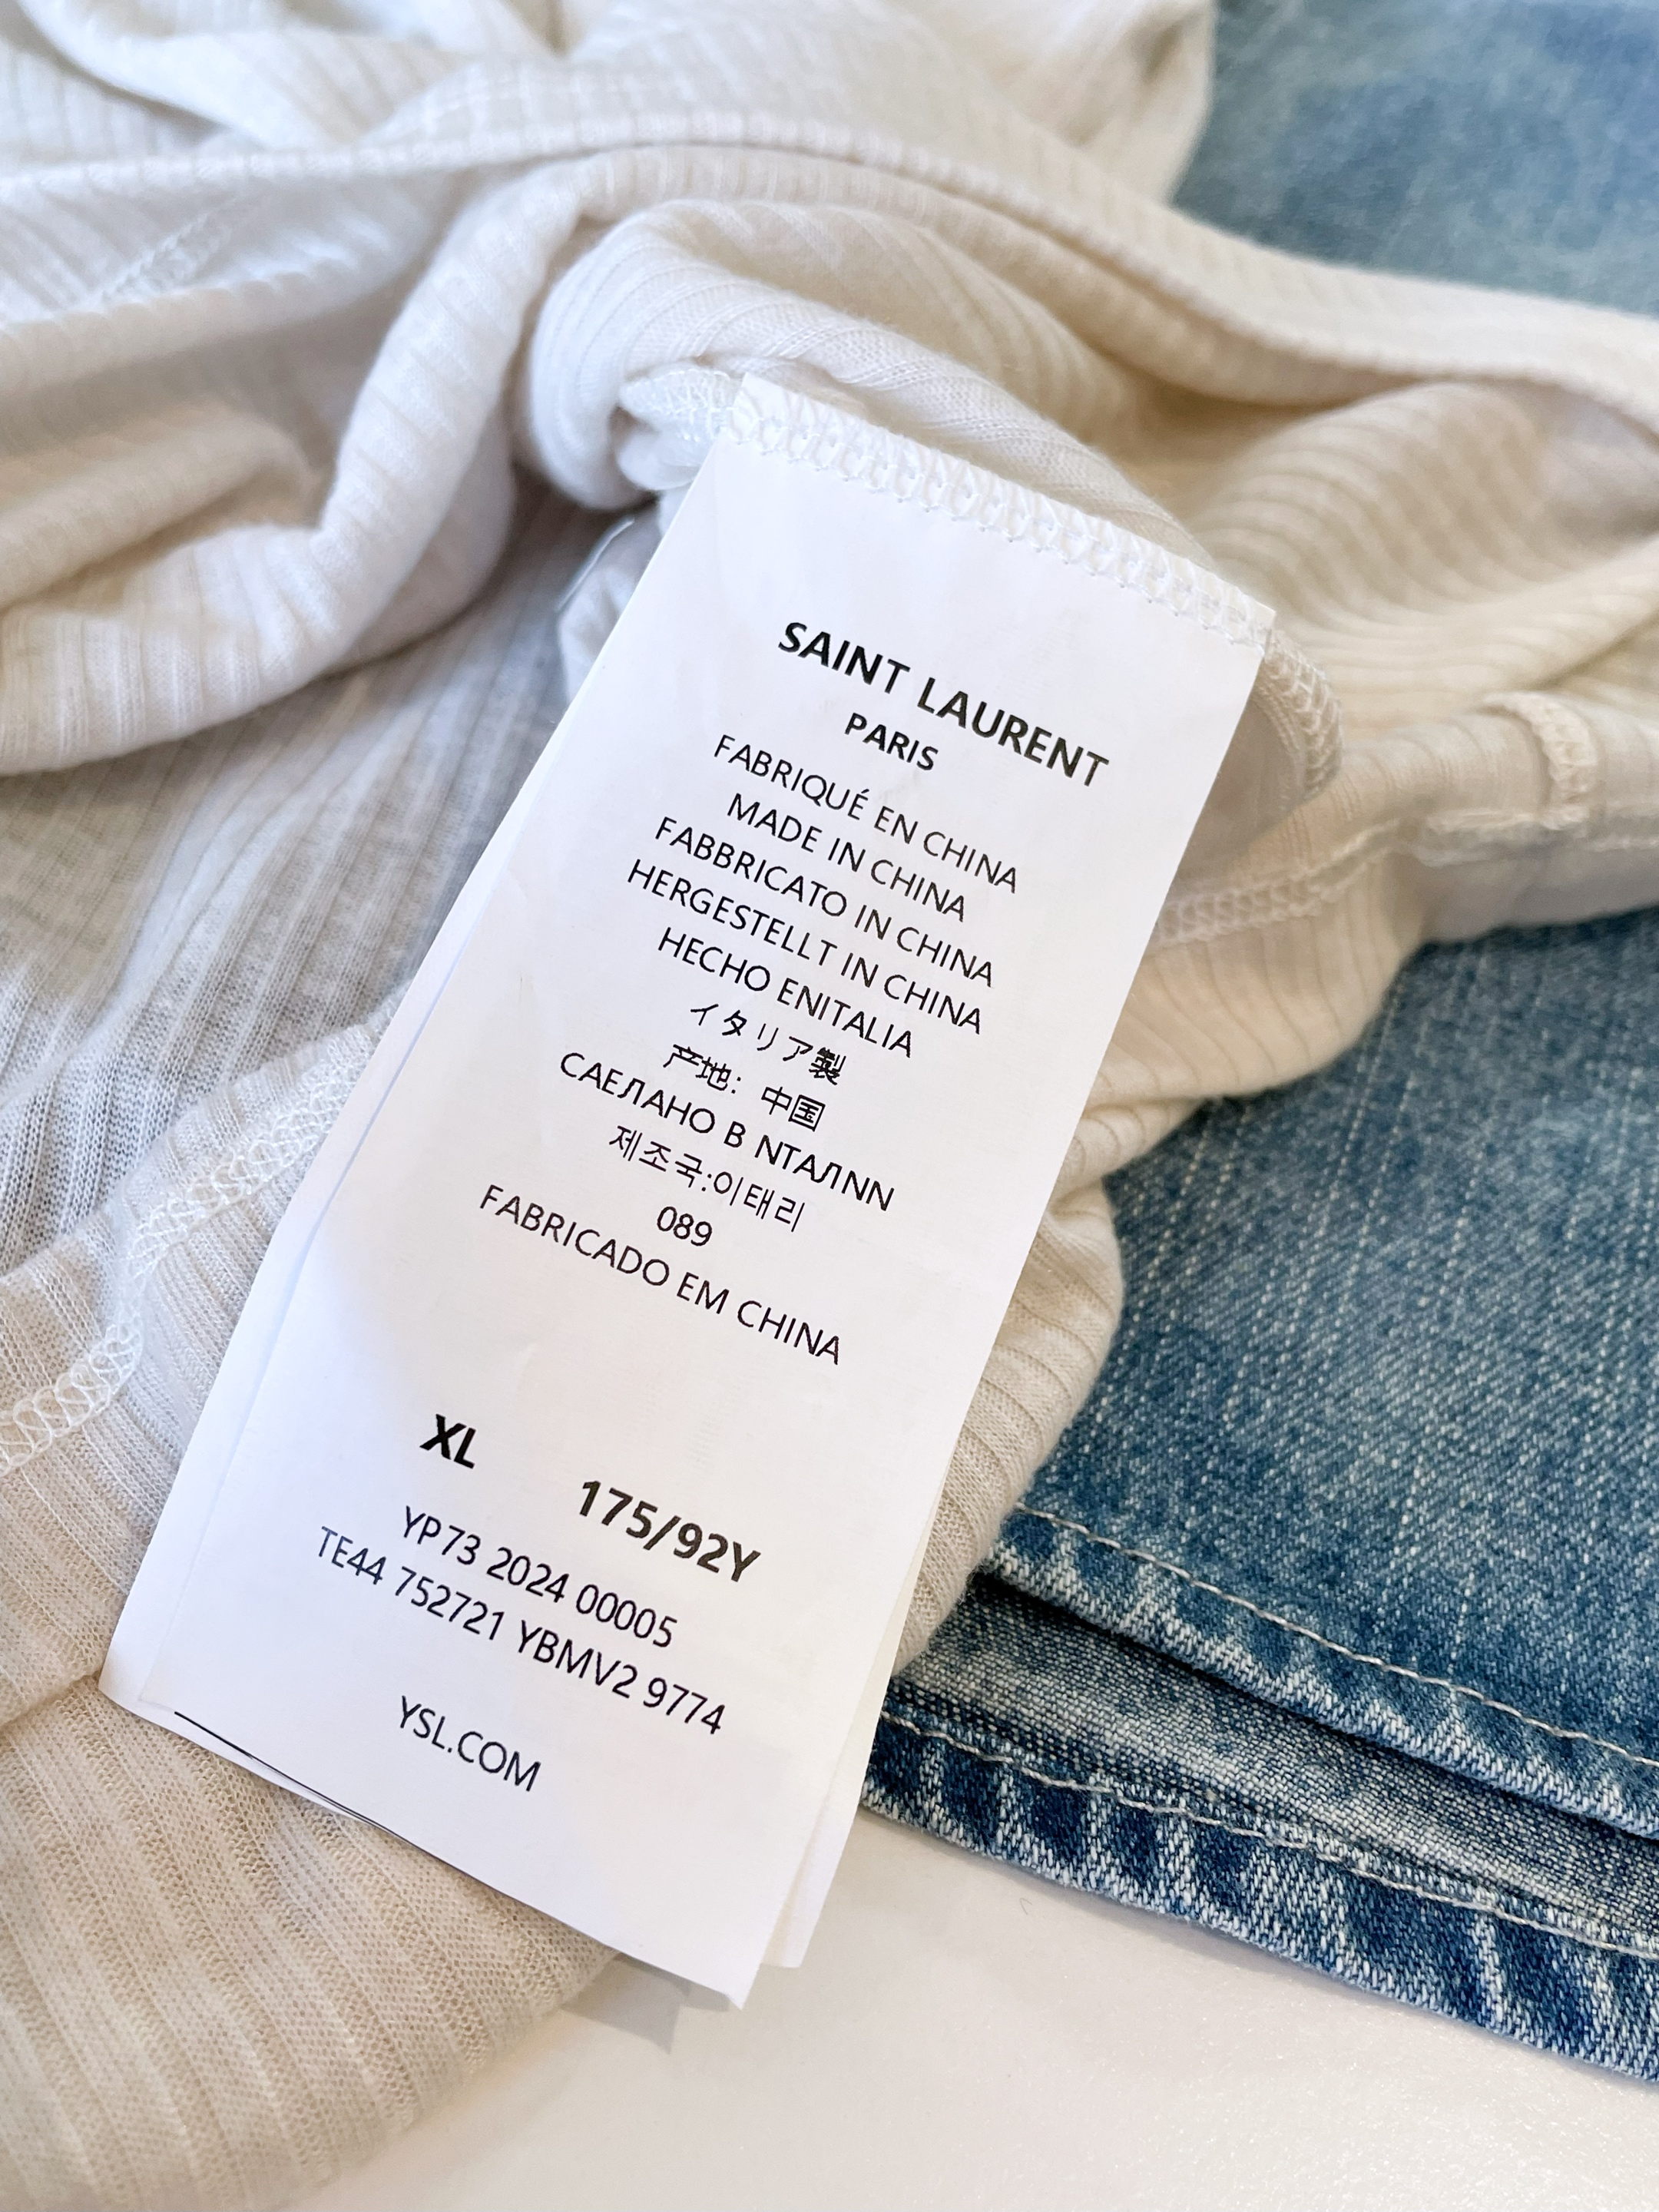 SAINT LAURENT
PARIS
FABRIQUÉ EN CHINA
MADE IN CHINA
FABBRICATO IN CHINA
HERGESTELLT IN CHINA
HECHO ENITALIA
イタリア製
产地：中国
CAEЛAHO B NTAЛNN
제조국:이태리
089
FABRICADO EM CHINA
XL 175/92Y
YP73 2024 00005
TE44 752721 YBMV2 9774
YSL.COM